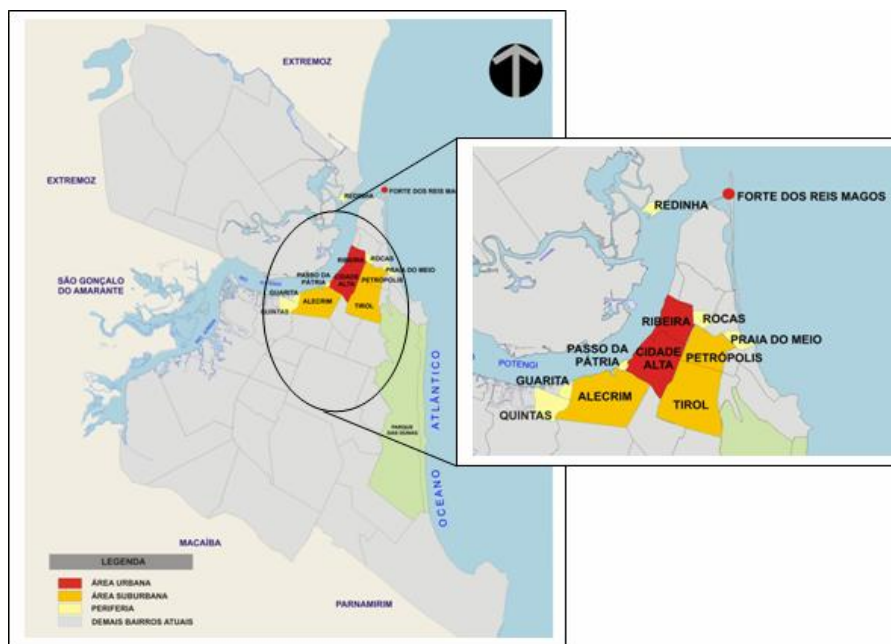 EXTREMOZ
EXTREMOZ
REDINHA
FORTE DOS REIS MAGOS
SÃO GONÇALO
DO AMARANTE
RIBEIRA
ROCAS
PRAIA DO MEIO
PASSO DA
PÁTRIA
CIDADE
ALTA
PETRÓPOLIS
GUARITA
ALECRIM
TIROL
QUINTAS
PARQUE
DAS DUNAS
OCEANO ATLÂNTICO
MACAÍBA
PARNAMIRIM
LEGENDA
ÁREA URBANA
ÁREA SUBURBANA
PERIFERIA
DEMAIS BAIRROS ATUAIS
REDINHA
FORTE DOS REIS MAGOS
RIBEIRA
ROCAS
PRAIA DO MEIO
PASSO DA
PÁTRIA
CIDADE
ALTA
PETRÓPOLIS
POTENGI
GUARITA
ALECRIM
TIROL
QUINTAS